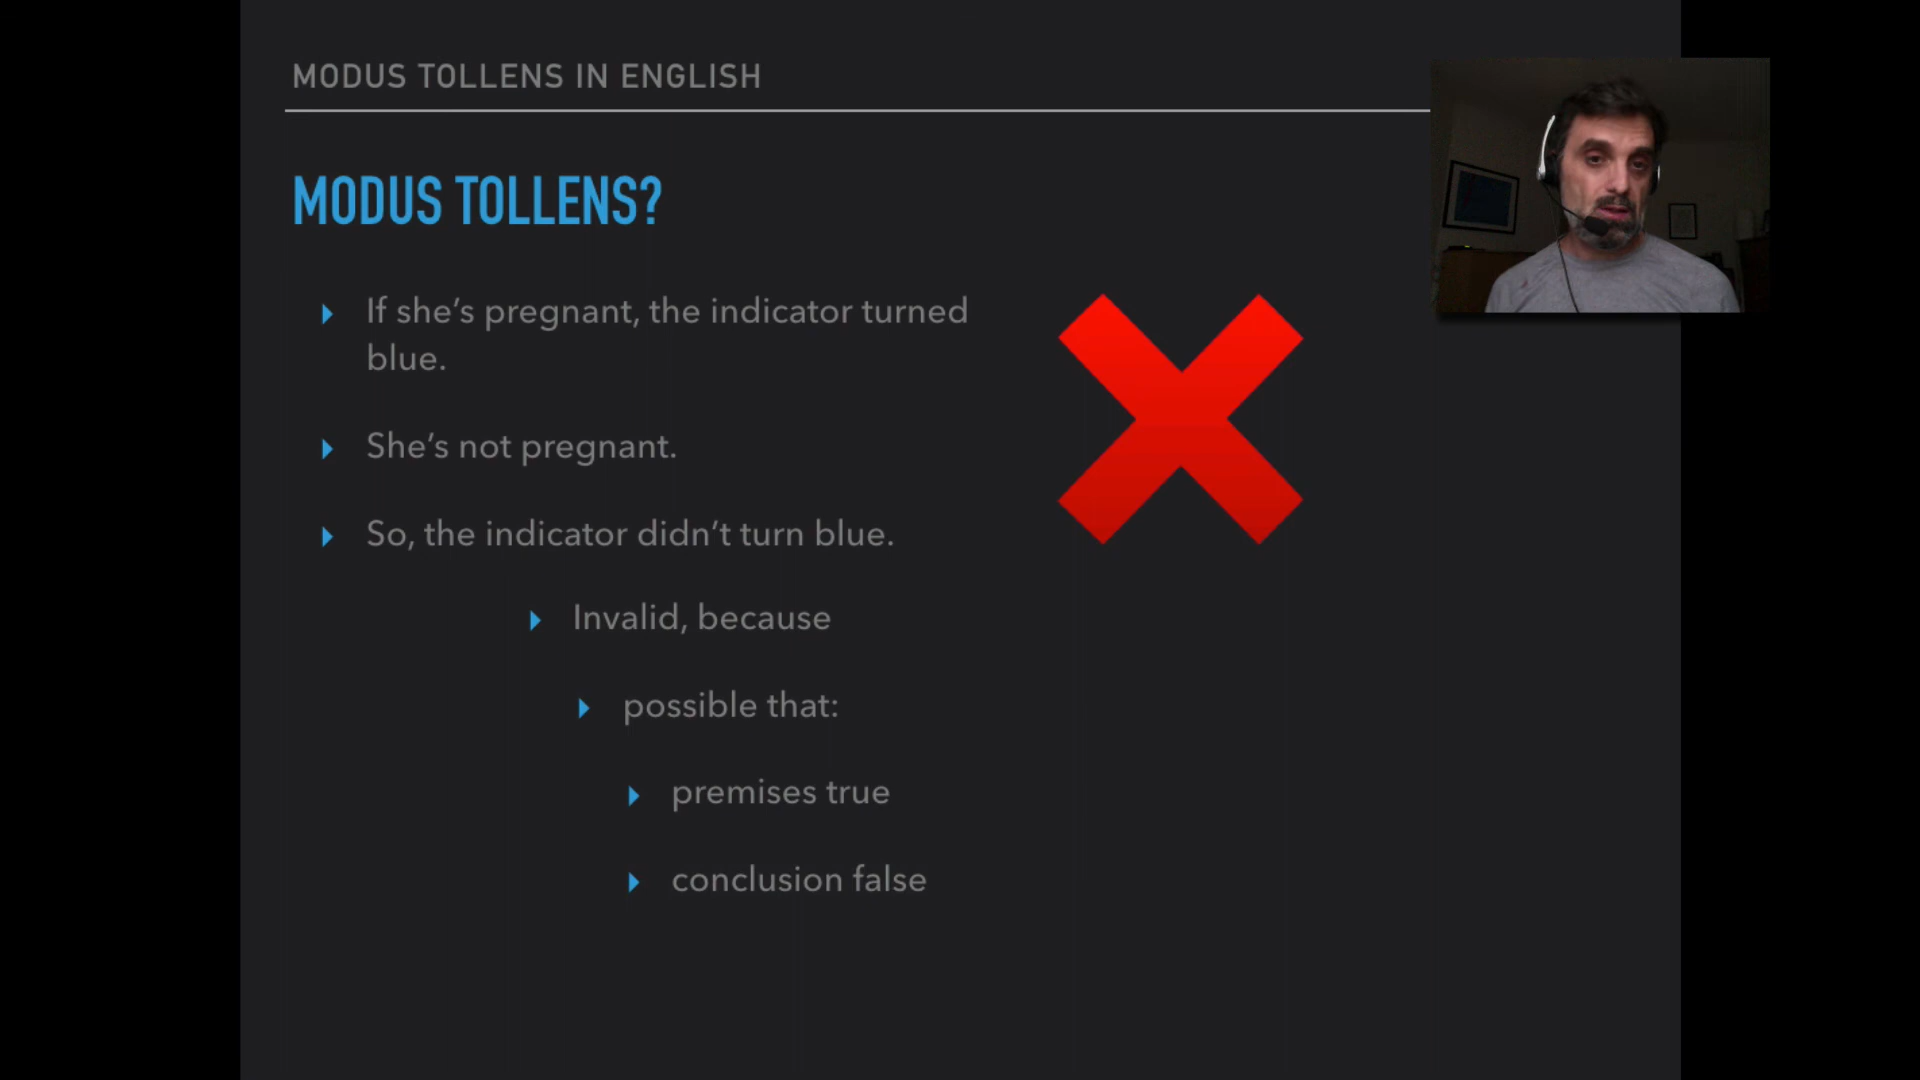 MODUS TOLLENS IN ENGLISH
MODUS TOLLENS?
If she’s pregnant, the indicator turned
blue.
She’s not pregnant.
So, the indicator didn’t turn blue.
Invalid, because
possible that:
premises true
conclusion false